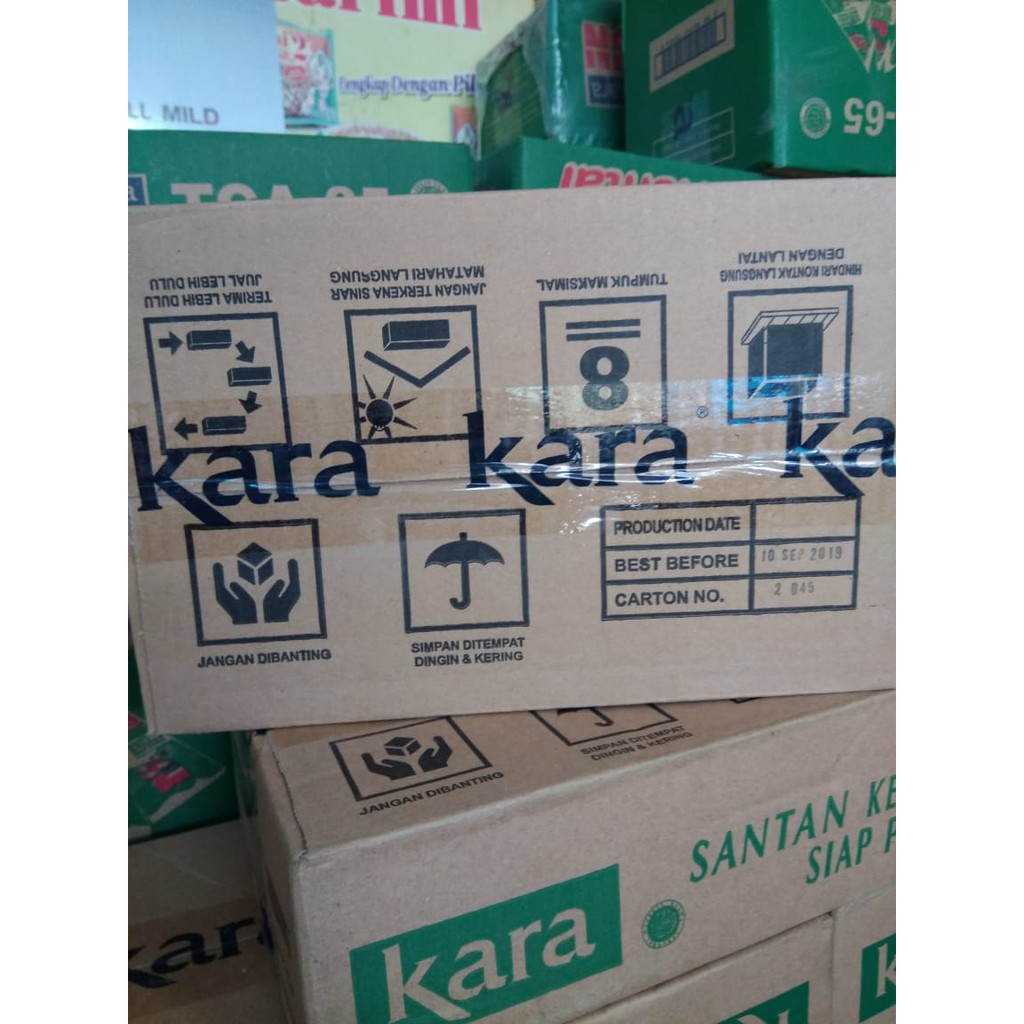 LL MILD
Lengkap Dengan
-65
TERIMA LEBIH DULU
JUAL LEBIH DULU
JANGAN TERKENA SINAR
MATAHARI LANGSUNG
TUMPUK MAKSIMAL
8
HINDARI KONTAK LANGSUNG
DENGAN LANTAI
kara kara® ka
PRODUCTION DATE
BEST BEFORE 10 SEP 2019
CARTON NO. 2 045
JANGAN DIBANTING
SIMPAN DITEMPAT
DINGIN & KERING
JANGAN DIBANTING
SIMPAN DITEMPAT
DINGIN & KERING
SANTAN KE
SIAP
kara
kar
k